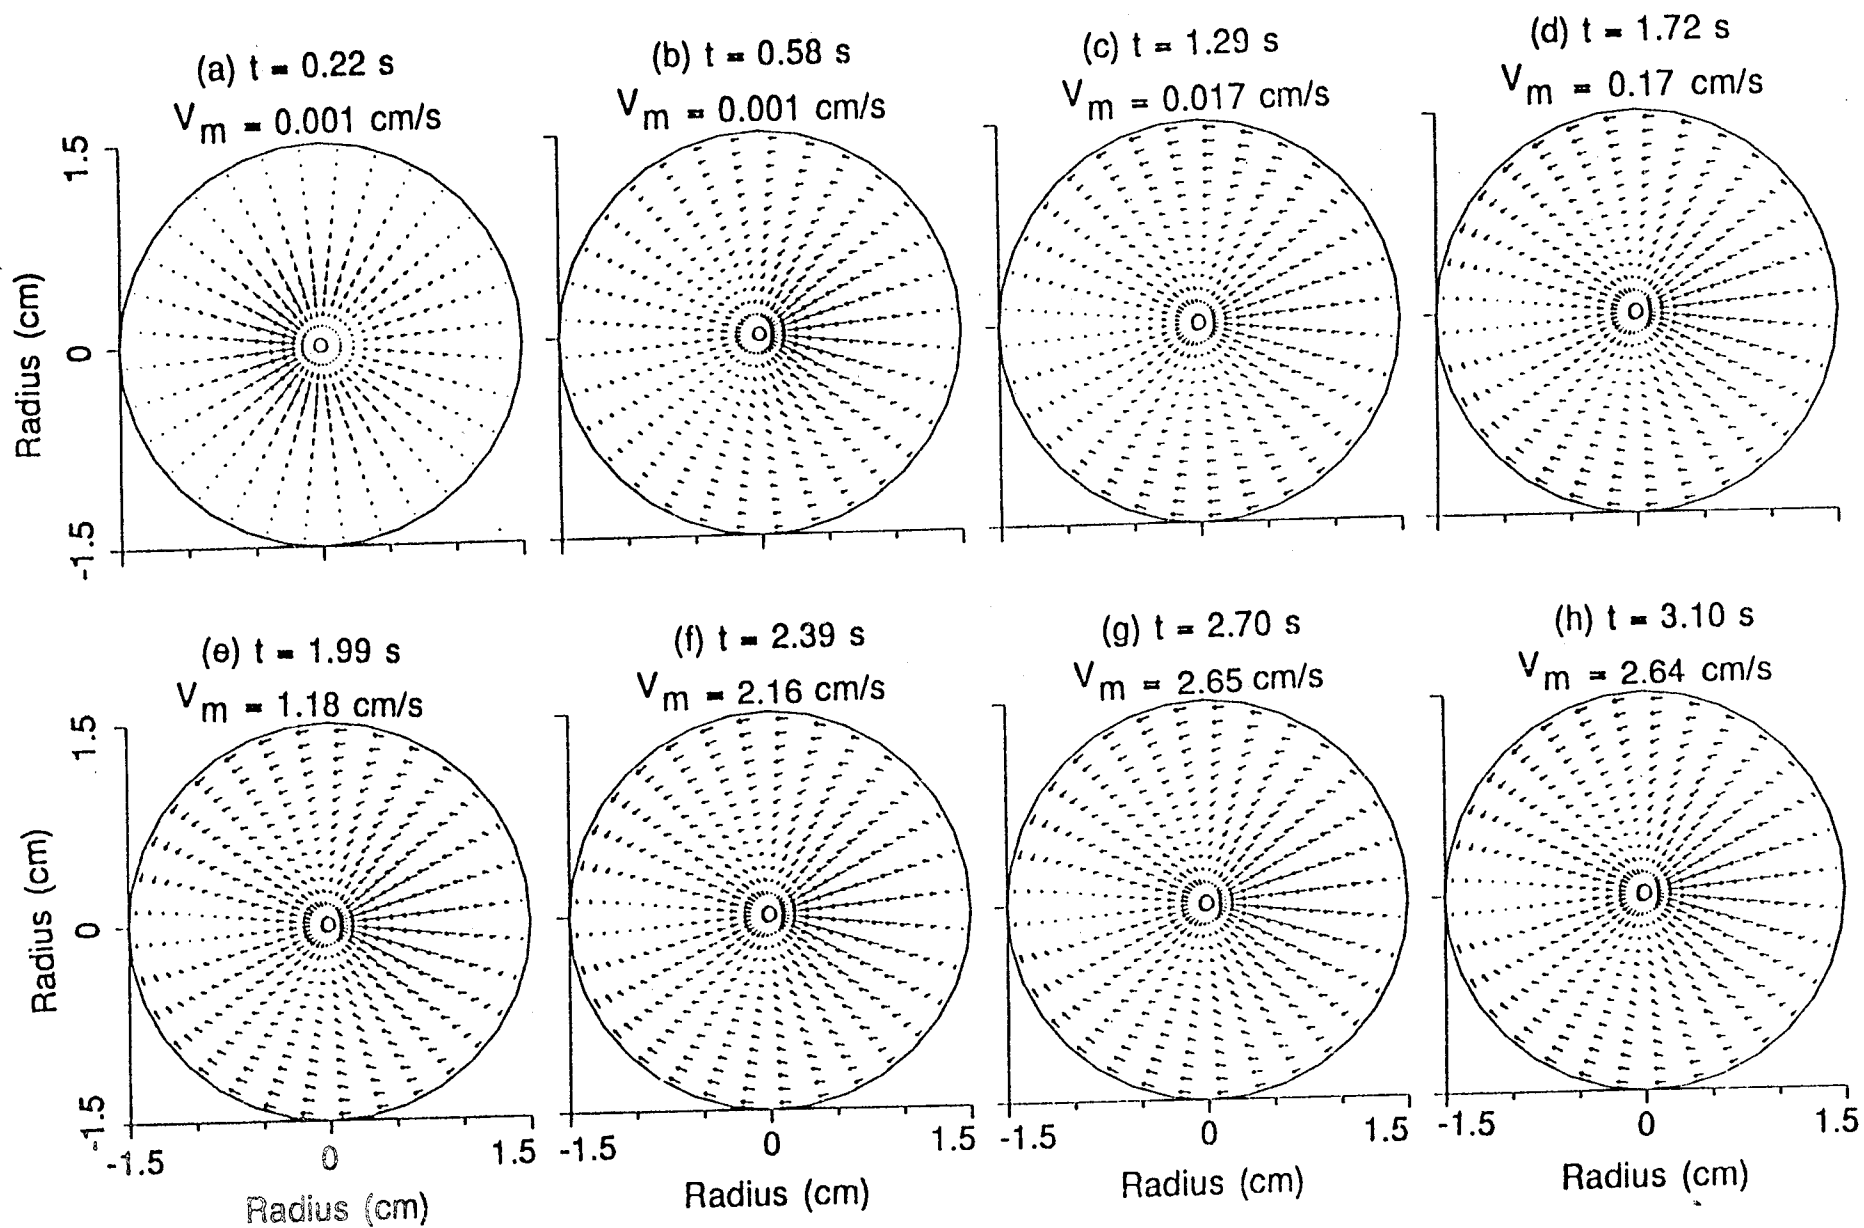 (a) t = 0.22 s
Vm = 0.001 cm/s
(b) t = 0.58 s
Vm = 0.001 cm/s
(c) t = 1.29 s
Vm = 0.017 cm/s
(d) t = 1.72 s
Vm = 0.17 cm/s
1.5
0
-1.5
Radius (cm)
(e) t = 1.99 s
Vm = 1.18 cm/s
(f) t = 2.39 s
Vm = 2.16 cm/s
(g) t = 2.70 s
Vm = 2.65 cm/s
(h) t = 3.10 s
Vm = 2.64 cm/s
1.5
0
-1.5
Radius (cm)
-1.5 0 1.5
-1.5 0 1.5
-1.5 0 1.5
-1.5 0 1.5
Radius (cm)
Radius (cm)
Radius (cm)
Radius (cm)